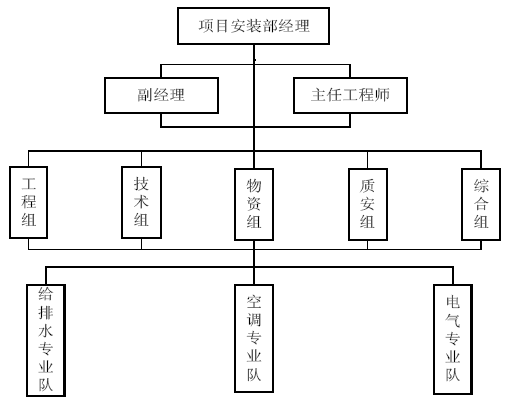 项目安装部经理
副经理
主任工程师
工程组
技术组
物资组
质安组
综合组
给排水专业队
空调专业队
电气专业队